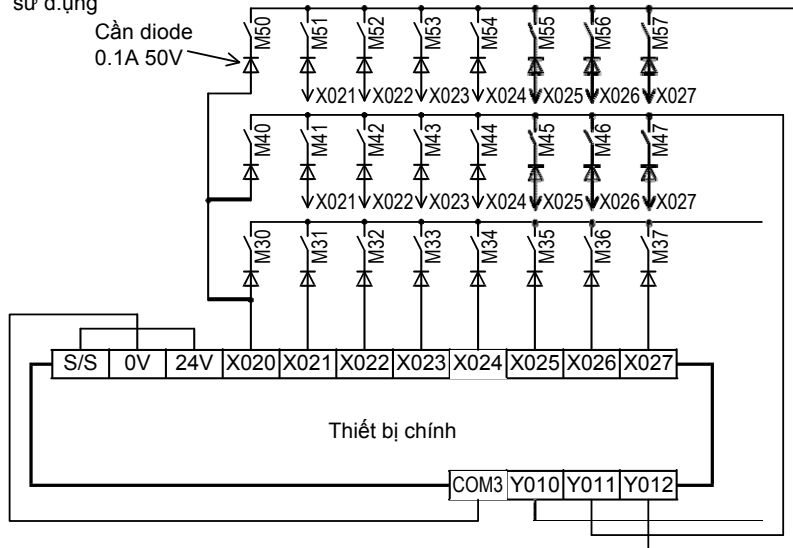 sử d.ụng
Cần diode
0.1A 50V
M50 M51 M52 M53 M54 M55 M56 M57
X021 X022 X023 X024 X025 X026 X027
M40 M41 M42 M43 M44 M45 M46 M47
X021 X022 X023 X024 X025 X026 X027
M30 M31 M32 M33 M34 M35 M36 M37
S/S 0V 24V X020 X021 X022 X023 X024 X025 X026 X027
Thiết bị chính
COM3 Y010 Y011 Y012